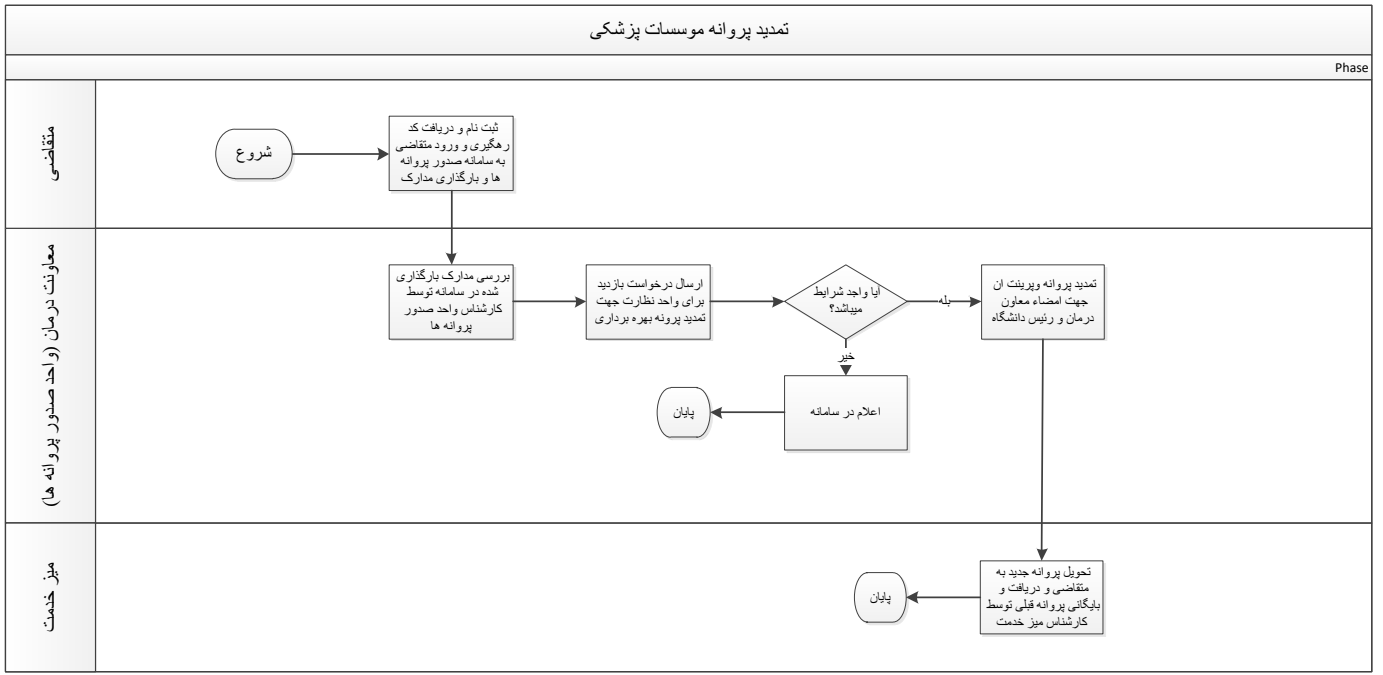 تمدید پروانه موسسات پزشکی
Phase
متقاضی
شروع
ثبت نام و دریافت کد
رهگیری و ورود متقاضی
به سامانه صدور پروانه
ها و بارگذاری مدارک
معاونت درمان (واحد صدور پروانه ها)
بررسی مدارک بارگذاری
شده در سامانه توسط
کارشناس واحد صدور
پروانه ها
ارسال درخواست بازدید
برای واحد نظارت جهت
تمدید پرونه بهره برداری
ایا واجد شرایط
میباشد؟
بله
تمدید پروانه وپرینت ان
جهت امضاء معاون
درمان و رئیس دانشگاه
خیر
اعلام در سامانه
پایان
میز خدمت
تحویل پروانه جدید به
متقاضی و دریافت و
بایگانی پروانه قبلی توسط
کارشناس میز خدمت
پایان